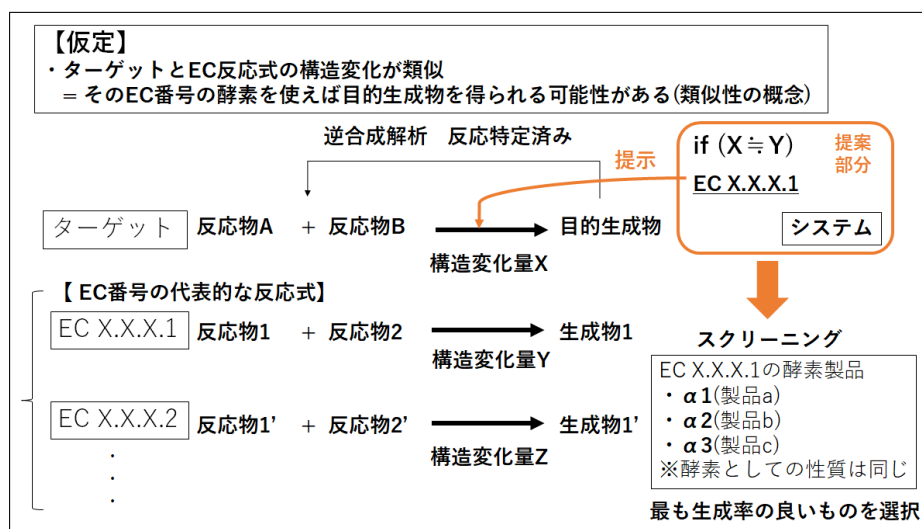 【仮定】
・ターゲットとEC反応式の構造変化が類似
= そのEC番号の酵素を使えば目的生成物を得られる可能性がある(類似性の概念)
逆合成解析 反応特定済み
提示
if (X≒Y)
EC X.X.X.1
提案
部分
システム
ターゲット 反応物A + 反応物B 目的生成物
構造変化量X
【 EC番号の代表的な反応式】
EC X.X.X.1 反応物1 + 反応物2 生成物1
構造変化量Y
EC X.X.X.2 反応物1' + 反応物2' 生成物1'
構造変化量Z
・
・
・
スクリーニング
EC X.X.X.1の酵素製品
・α1(製品a)
・α2(製品b)
・α3(製品c)
※酵素としての性質は同じ
最も生成率の良いものを選択